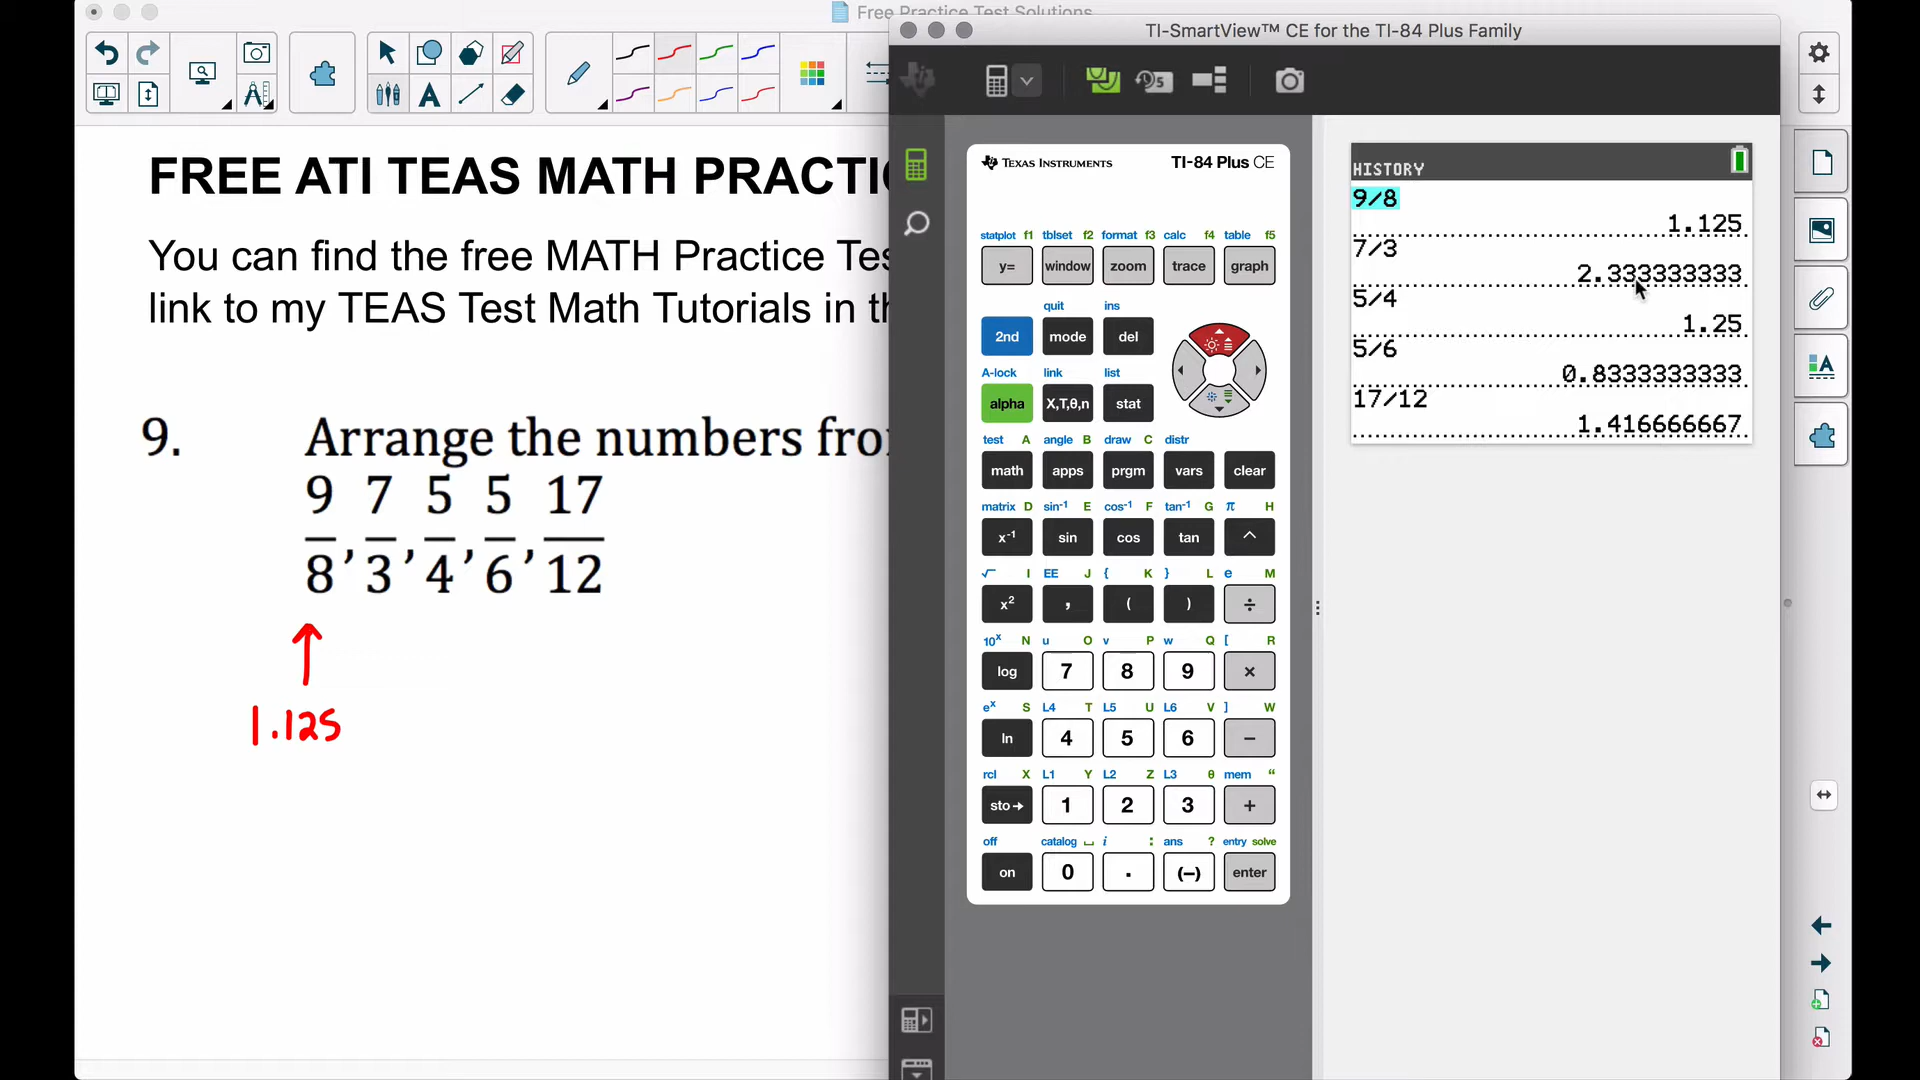 Free Practice Test Solutions
TI-SmartView™ CE for the TI-84 Plus Family
FREE ATI TEAS MATH PRACTIC
You can find the free MATH Practice Tes
link to my TEAS Test Math Tutorials in th
9. Arrange the numbers fro
9/8, 7/3, 5/4, 5/6, 17/12
1.125
TEXAS INSTRUMENTS TI-84 Plus CE
statplot f1 tblset f2 format f3 calc f4 table f5
y= window zoom trace graph
quit ins
2nd mode del
A-lock link list
alpha X,T,θ,n stat
test A angle B draw C distr
math apps prgm vars clear
matrix D sin⁻¹ E cos⁻¹ F tan⁻¹ G π H
x⁻¹ sin cos tan ^
√ I EE J { K } L e M
x² , ( ) ÷
10ˣ N u O v P w Q [ R
log 7 8 9 ×
eˣ S L4 T L5 U L6 V ] W
ln 4 5 6 −
rcl X L1 Y L2 Z L3 θ mem “
sto→ 1 2 3 +
off catalog ⎵ i : ans ? entry solve
on 0 . (−) enter
HISTORY
9/8
1.125
7/3
2.333333333
5/4
1.25
5/6
0.8333333333
17/12
1.416666667